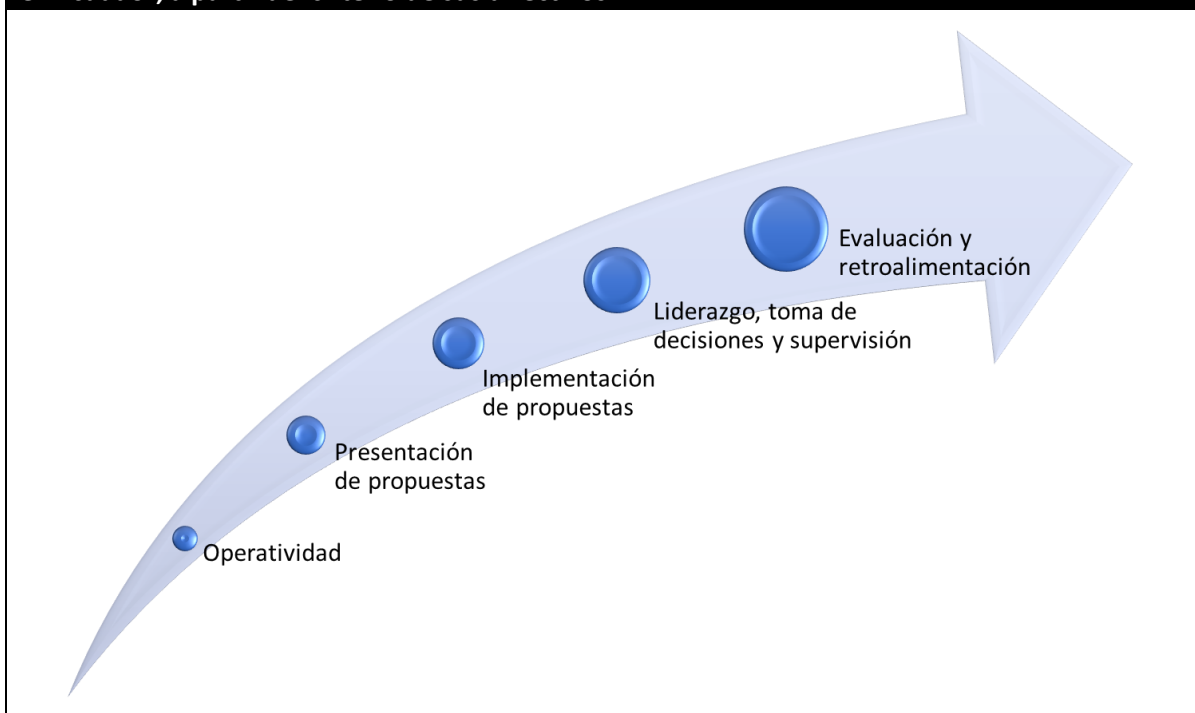 Evaluación y
retroalimentación
Liderazgo, toma de
decisiones y supervisión
Implementación
de propuestas
Presentación
de propuestas
Operatividad